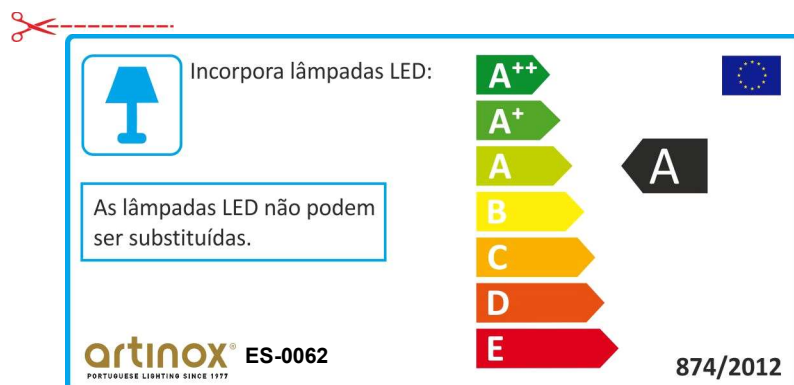 Incorpora lâmpadas LED:
As lâmpadas LED não podem
ser substituídas.
A++
A+
A
B
C
D
E
A
artinox® ES-0062
PORTUGUESE LIGHTING SINCE 1977
874/2012